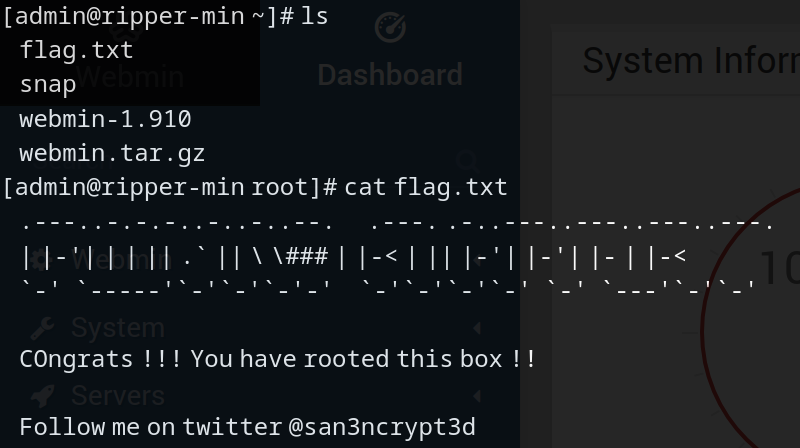 [admin@ripper-min ~]# ls
flag.txt
Webmin
Dashboard
System Infor
snap
webmin-1.910
webmin.tar.gz
[admin@ripper-min root]# cat flag.txt
.---..-.-.-..-..-..--.   .---. .-..---..---..---..---.
| |-'| | | | || .` || \ \### | |-< | || |-'| |-'| |- | |-<
`-' `-----'`-'`-'`-'-'   `-'`-'`-'`-' `-' `---'`-'`-'
Webmin
10
System
COngrats !!! You have rooted this box !!
Servers
Follow me on twitter @san3ncrypt3d